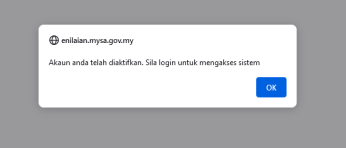 enilaian.mysa.gov.my
Akaun anda telah diaktifkan. Sila login untuk mengakses sistem
OK